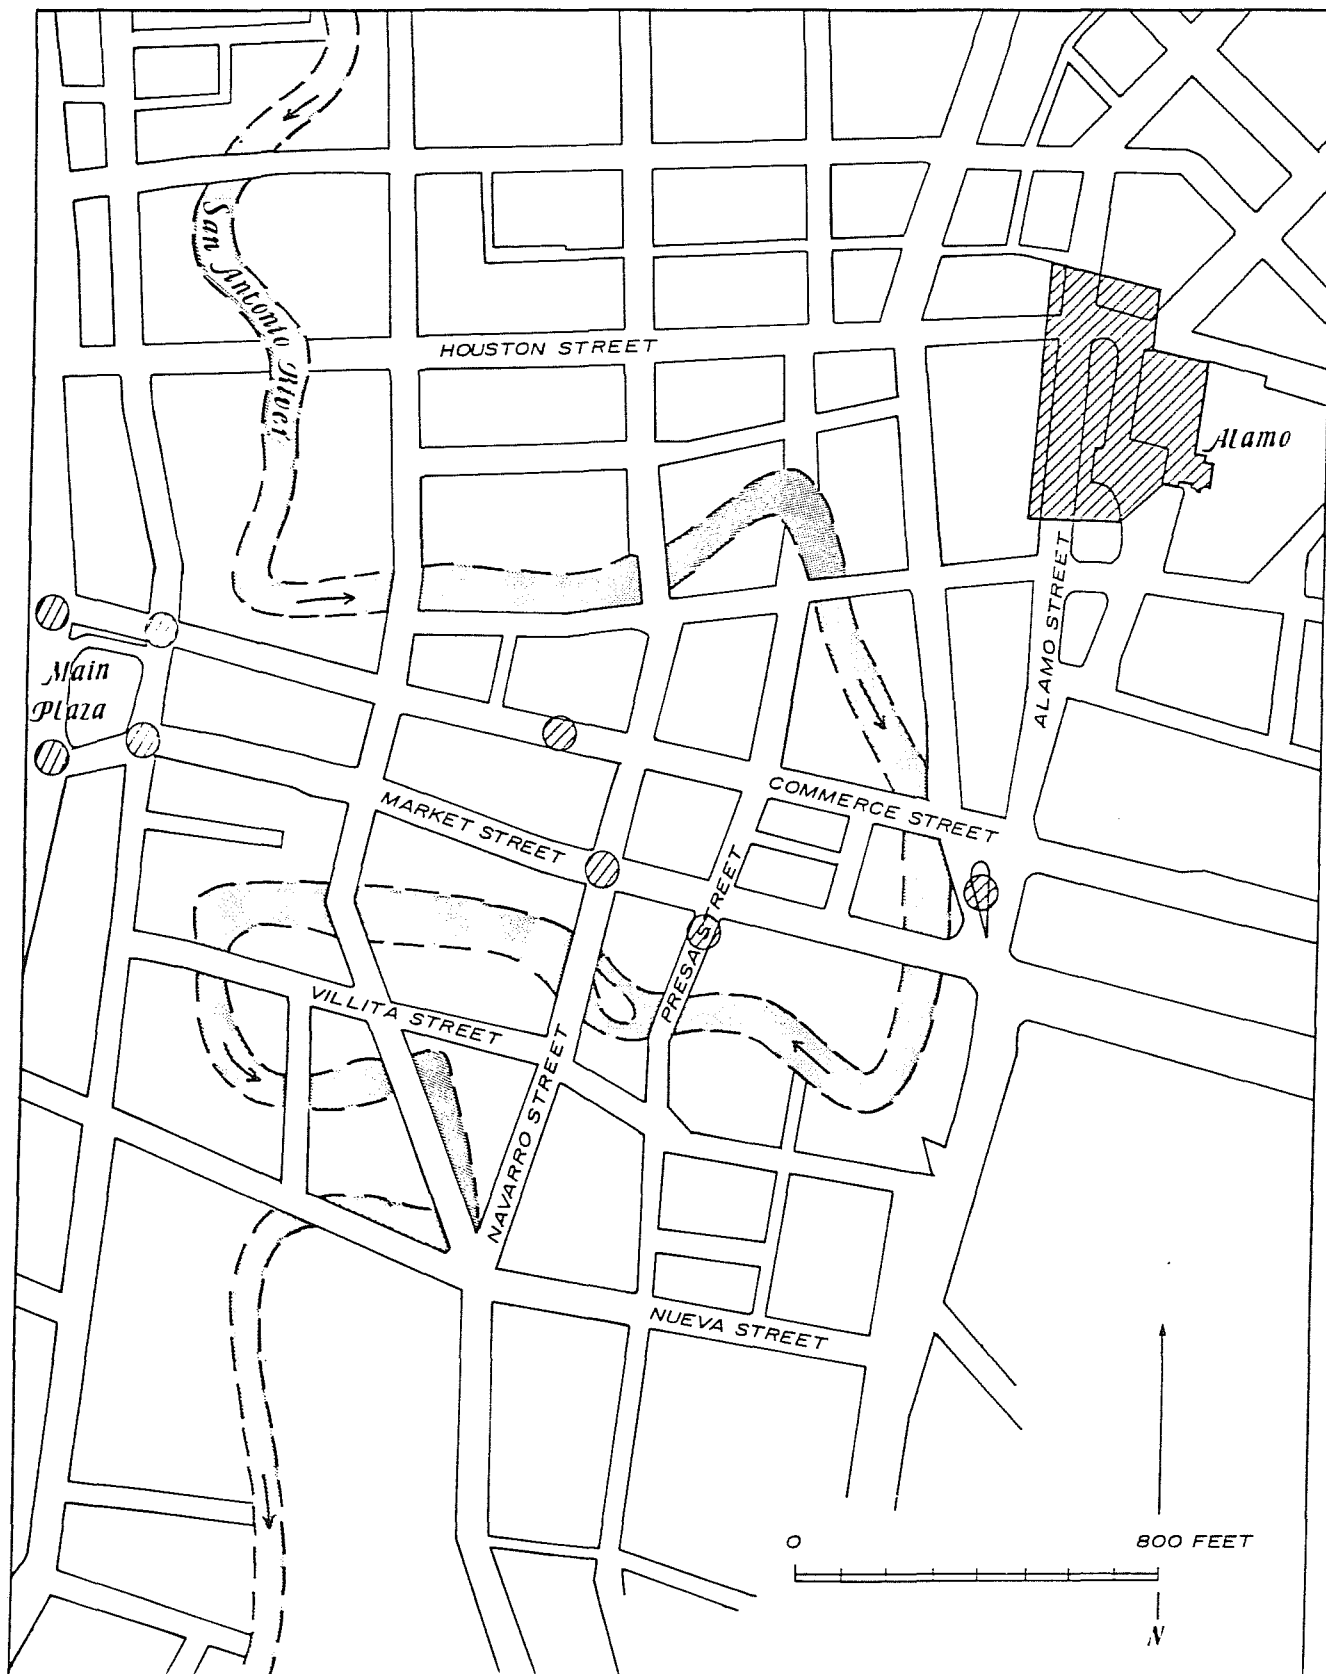 San Antonio River
HOUSTON STREET
Alamo
ALAMO STREET
Main
Plaza
COMMERCE STREET
MARKET STREET
PRESA STREET
VILLITA STREET
NAVARRO STREET
NUEVA STREET
0 800 FEET
N